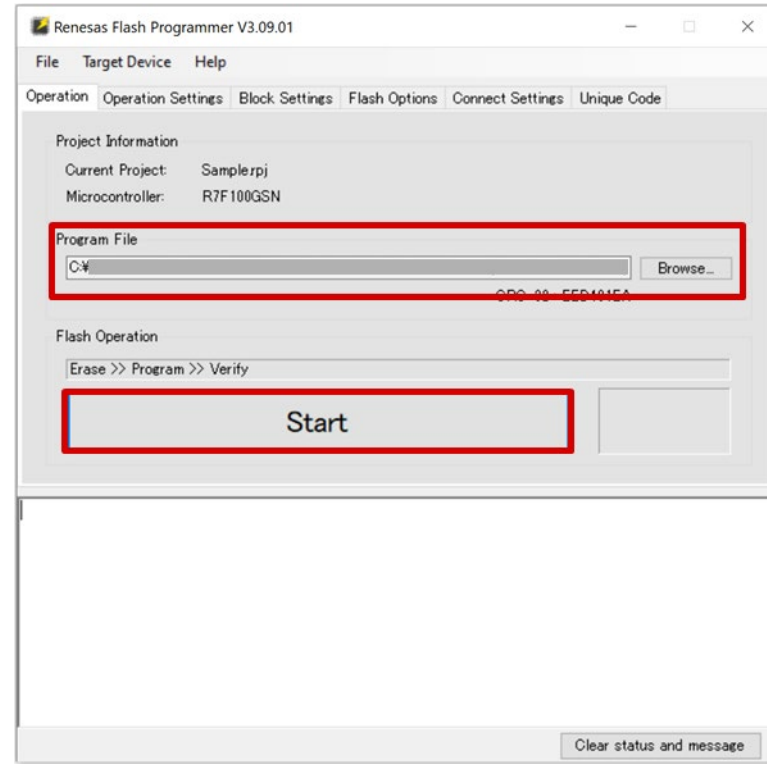 Renesas Flash Programmer V3.09.01
File Target Device Help
Operation Operation Settings Block Settings Flash Options Connect Settings Unique Code
Project Information
Current Project: Sample.rpj
Microcontroller: R7F100GSN
Program File
C:¥
Browse...
Flash Operation
Erase >> Program >> Verify
Start
Clear status and message